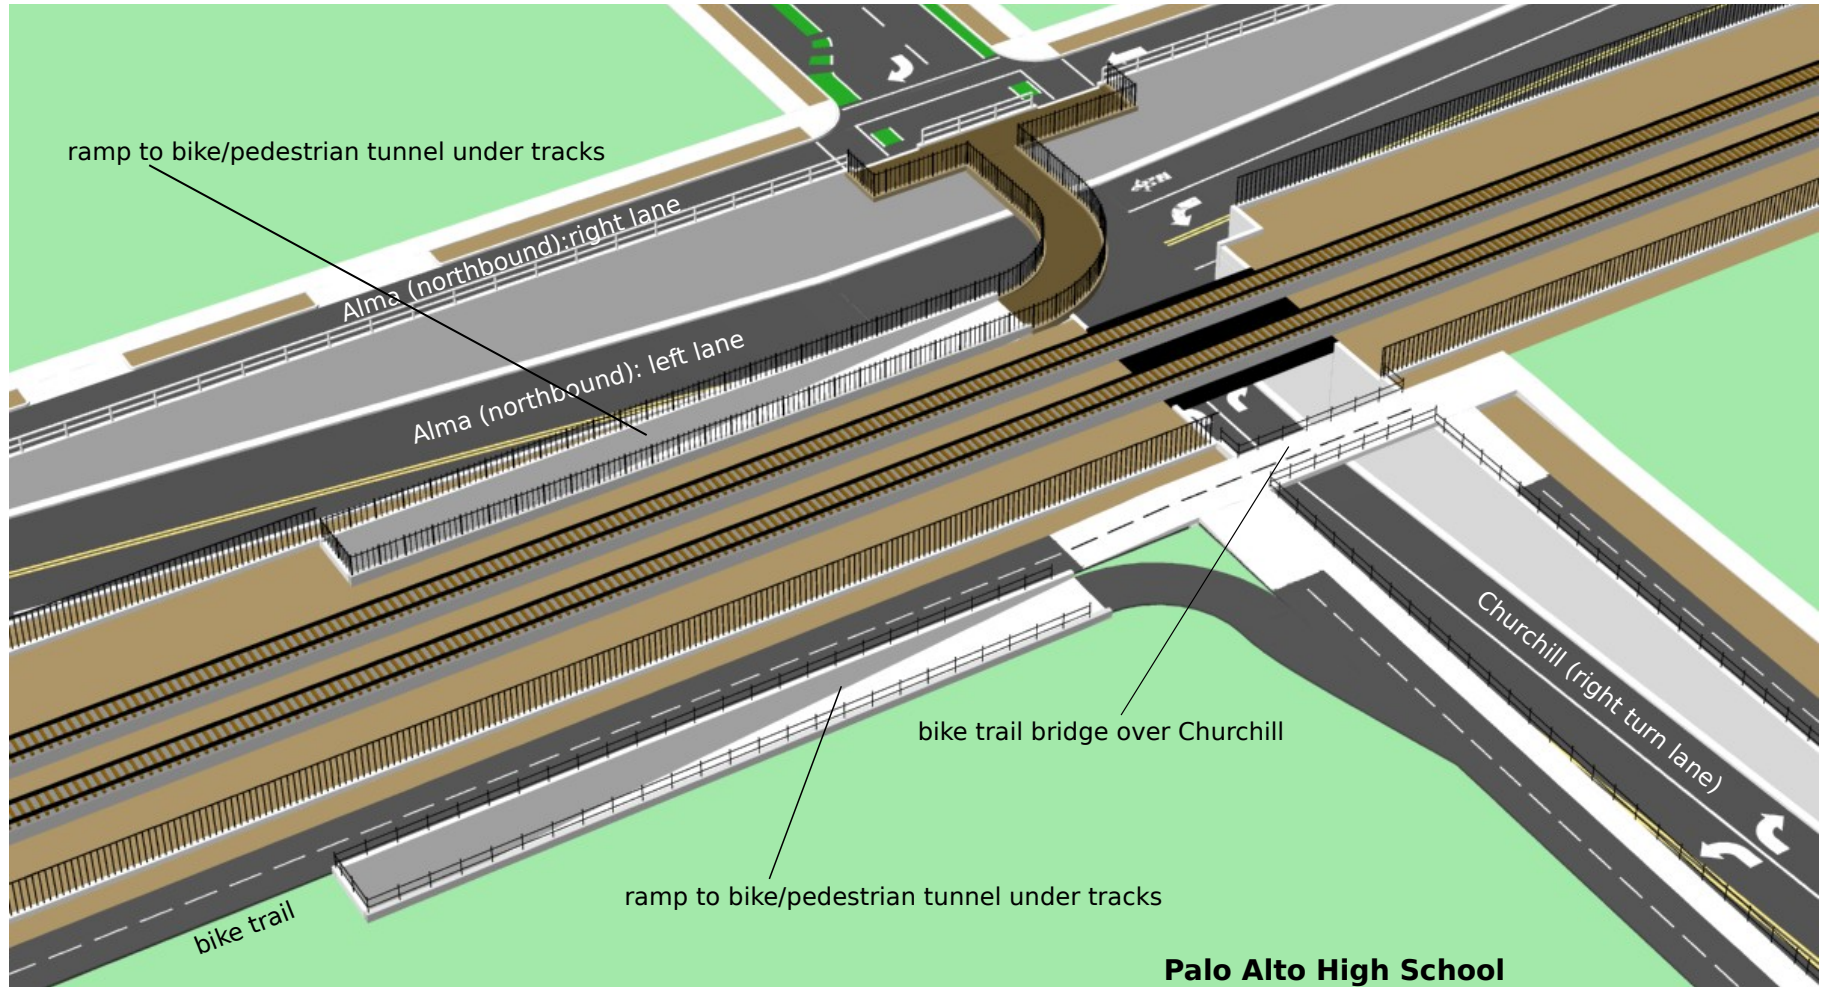 ramp to bike/pedestrian tunnel under tracks
Alma (northbound):right lane
Alma (northbound): left lane
Churchill (right turn lane)
bike trail bridge over Churchill
ramp to bike/pedestrian tunnel under tracks
bike trail
Palo Alto High School